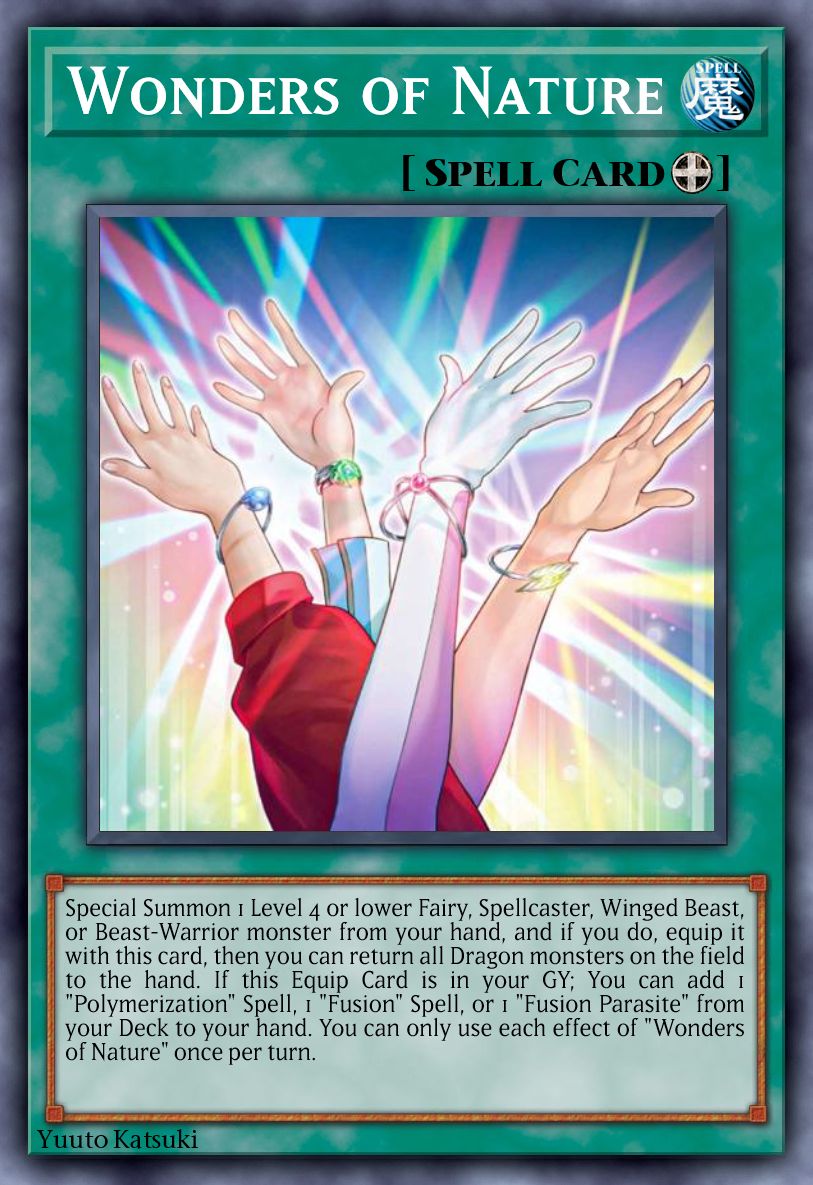 Wonders of Nature
SPELL
魔
[ Spell Card ]
Special Summon 1 Level 4 or lower Fairy, Spellcaster, Winged Beast,
or Beast-Warrior monster from your hand, and if you do, equip it
with this card, then you can return all Dragon monsters on the field
to the hand. If this Equip Card is in your GY; You can add 1
"Polymerization" Spell, 1 "Fusion" Spell, or 1 "Fusion Parasite" from
your Deck to your hand. You can only use each effect of "Wonders
of Nature" once per turn.
Yuuto Katsuki